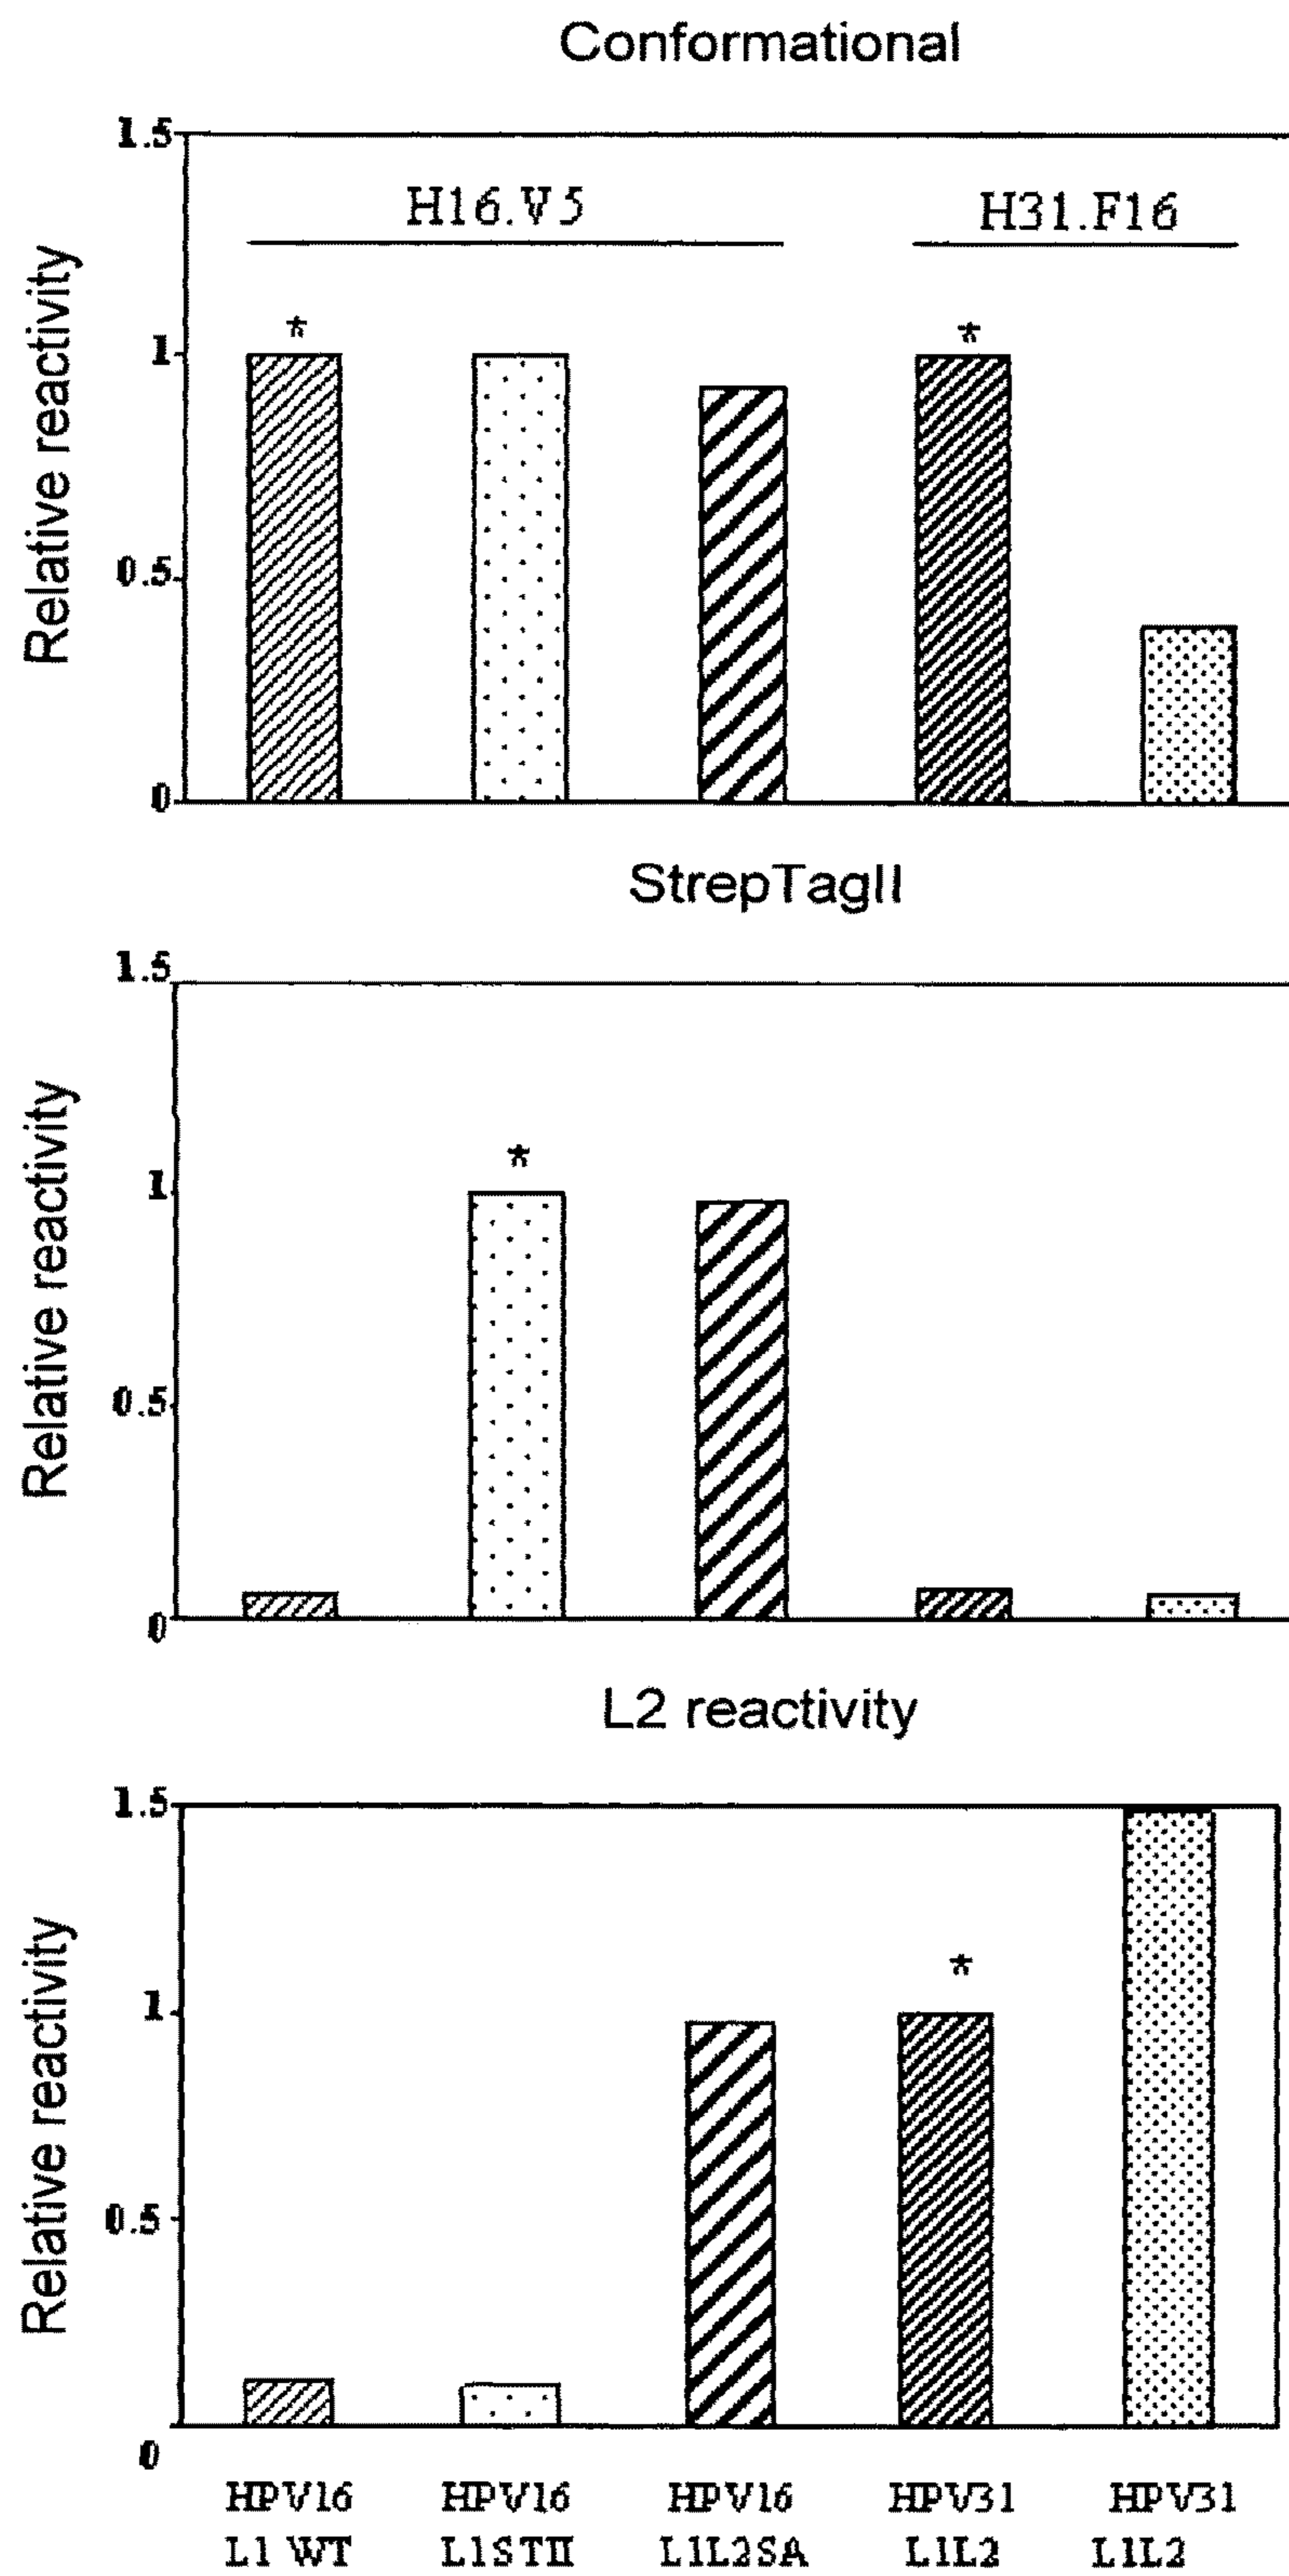 Conformational
1.5
H16.V5
H31.F16
* *
1
0.5
0
Relative reactivity
StrepTagII
1.5
*
1
0.5
0
Relative reactivity
L2 reactivity
1.5
*
1
0.5
0
Relative reactivity
HPV16 HPV16 HPV16 HPV31 HPV31
L1 WT L1STII L1L2SA L1L2 L1L2